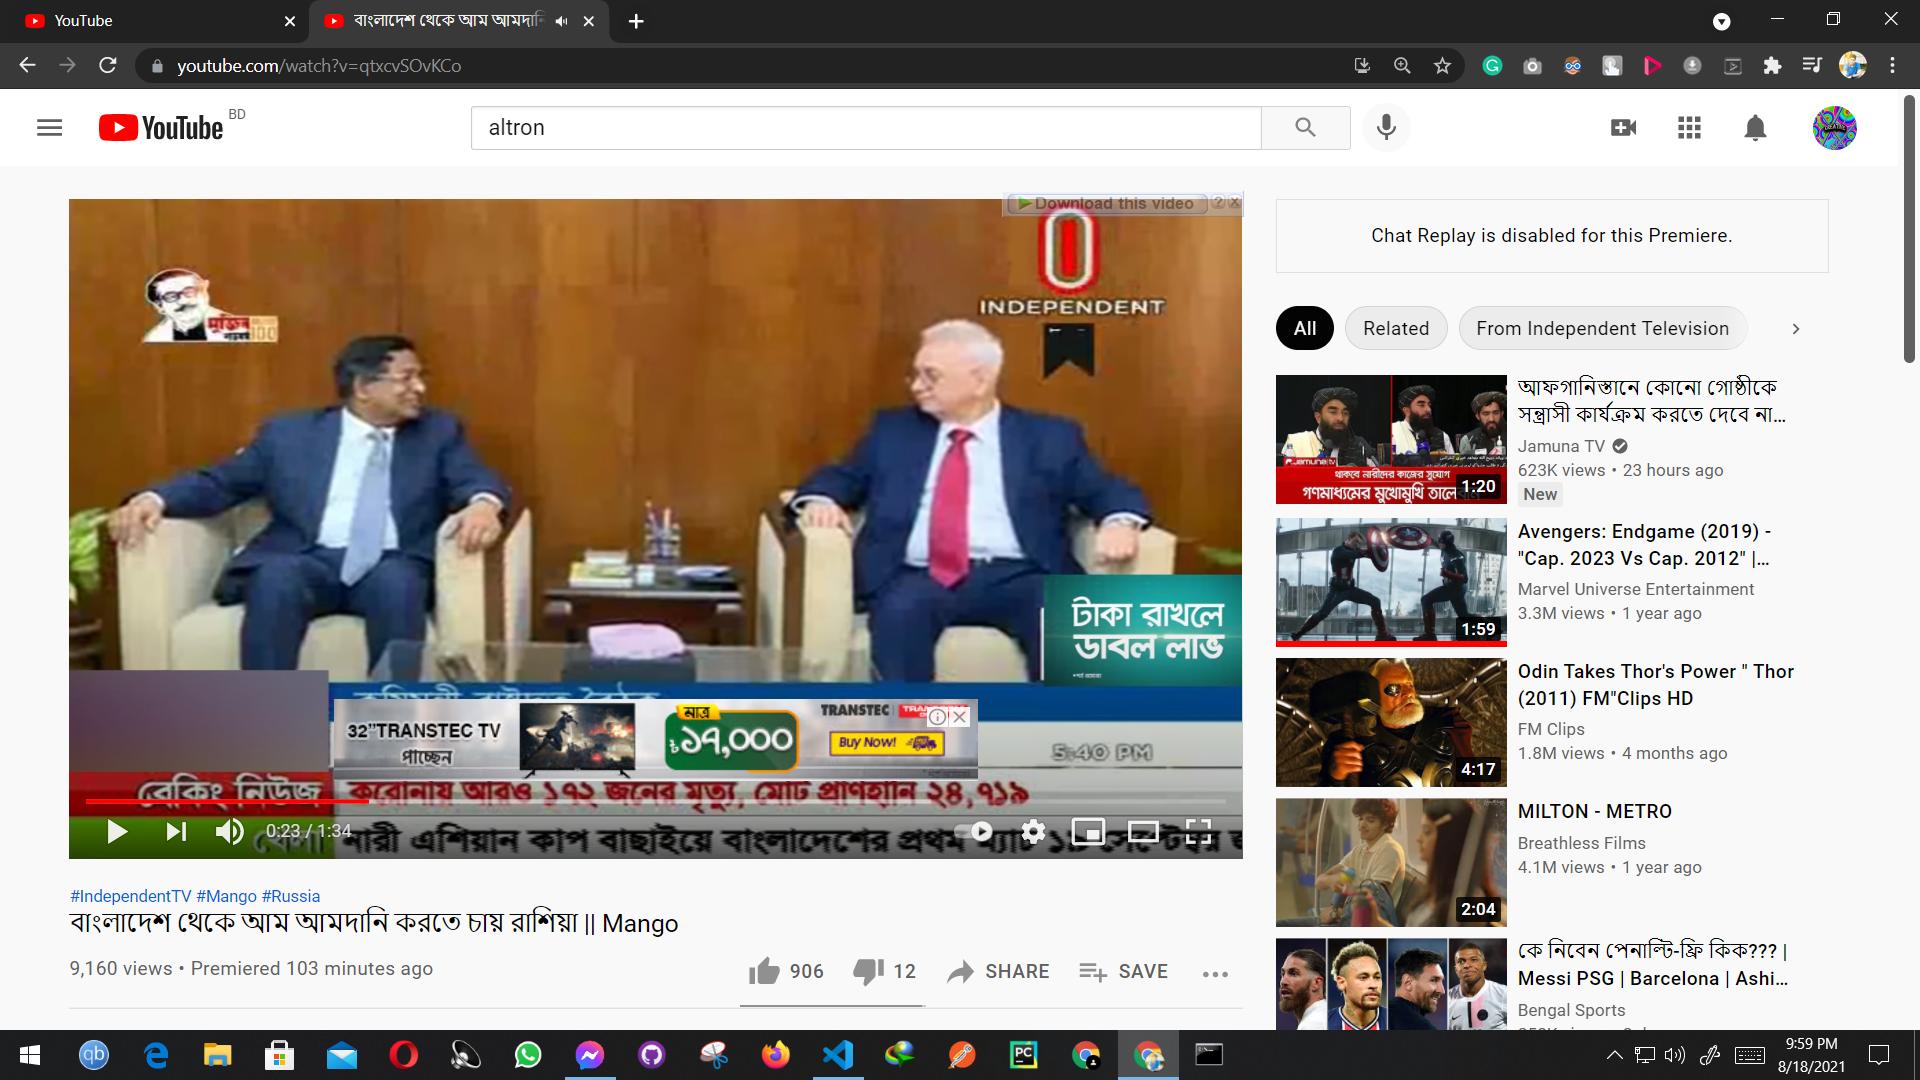 YouTube
বাংলাদেশ থেকে আম আমদানি
youtube.com/watch?v=qtxcvSOvKCo
YouTube
BD
altron
Download this video
INDEPENDENT
মুজিব
100
টাকা রাখলে
ডাবল লাভ
32"TRANSTEC TV
পাচ্ছেন
মাত্র
৳১৭,০০০
TRANSTEC
Buy Now!
5:40 PM
ব্রেকিং নিউজ
করোনায় আরও ১৭২ জনের মৃত্যু, মোট প্রাণহানি ২৪,৭১৯
0:23 / 1:34
খেলা
নারী এশিয়ান কাপ বাছাইয়ে বাংলাদেশের প্রথম ম্যাচ ১৯ সেপ্টেম্বর
#IndependentTV #Mango #Russia
বাংলাদেশ থেকে আম আমদানি করতে চায় রাশিয়া || Mango
9,160 views • Premiered 103 minutes ago
906
12
SHARE
SAVE
Chat Replay is disabled for this Premiere.
All
Related
From Independent Television
থাকবে নারীদের কাজের সুযোগ
গণমাধ্যমের মুখোমুখি
1:20
আফগানিস্তানে কোনো গোষ্ঠীকে
সন্ত্রাসী কার্যক্রম করতে দেবে না...
Jamuna TV
623K views • 23 hours ago
New
1:59
Avengers: Endgame (2019) -
"Cap. 2023 Vs Cap. 2012" |...
Marvel Universe Entertainment
3.3M views • 1 year ago
4:17
Odin Takes Thor's Power " Thor
(2011) FM"Clips HD
FM Clips
1.8M views • 4 months ago
2:04
MILTON - METRO
Breathless Films
4.1M views • 1 year ago
কে নিবেন পেনাল্টি-ফ্রি কিক??? |
Messi PSG | Barcelona | Ashi...
Bengal Sports
qb
PC
9:59 PM
8/18/2021